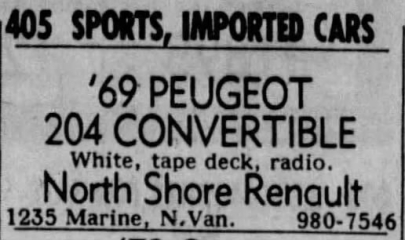 405 SPORTS, IMPORTED CARS
'69 PEUGEOT
204 CONVERTIBLE
White, tape deck, radio.
North Shore Renault
1235 Marine, N.Van. 980-7546